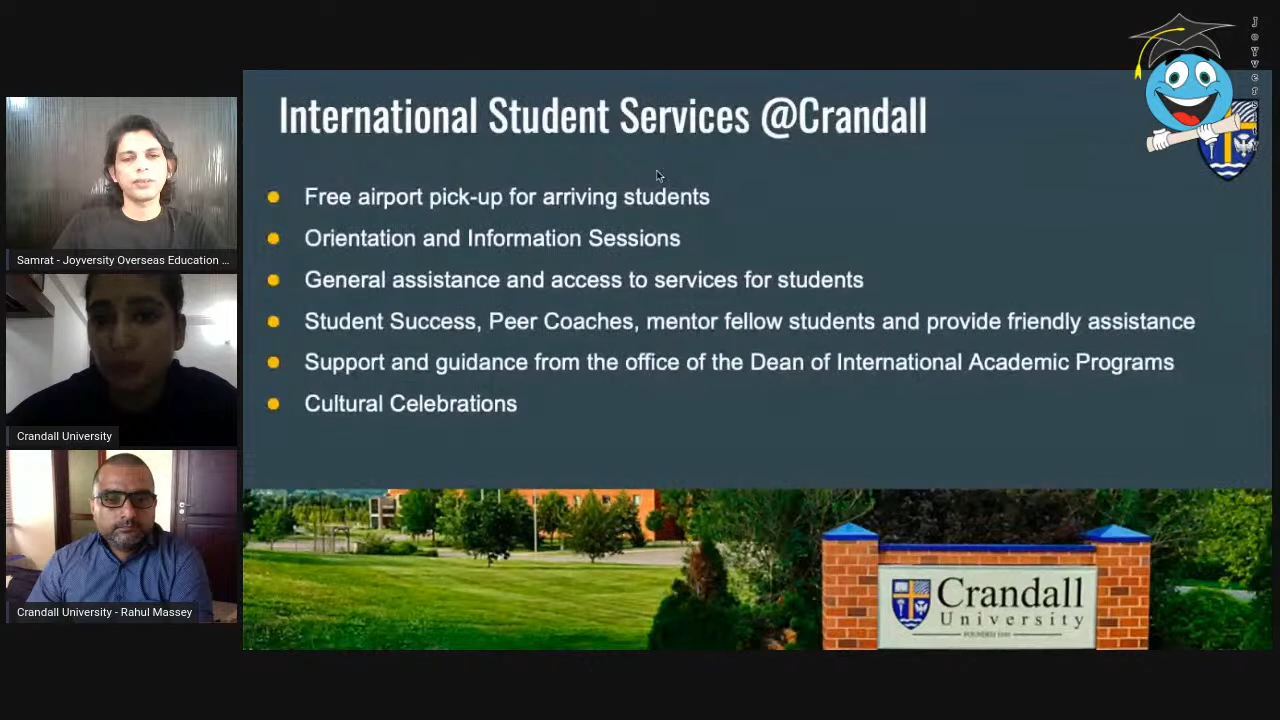 International Student Services @Crandall
Free airport pick-up for arriving students
Orientation and Information Sessions
General assistance and access to services for students
Student Success, Peer Coaches, mentor fellow students and provide friendly assistance
Support and guidance from the office of the Dean of International Academic Programs
Cultural Celebrations
Samrat - Joyversity Overseas Education ...
Crandall University
Crandall University - Rahul Massey
Crandall
University
Joyversity